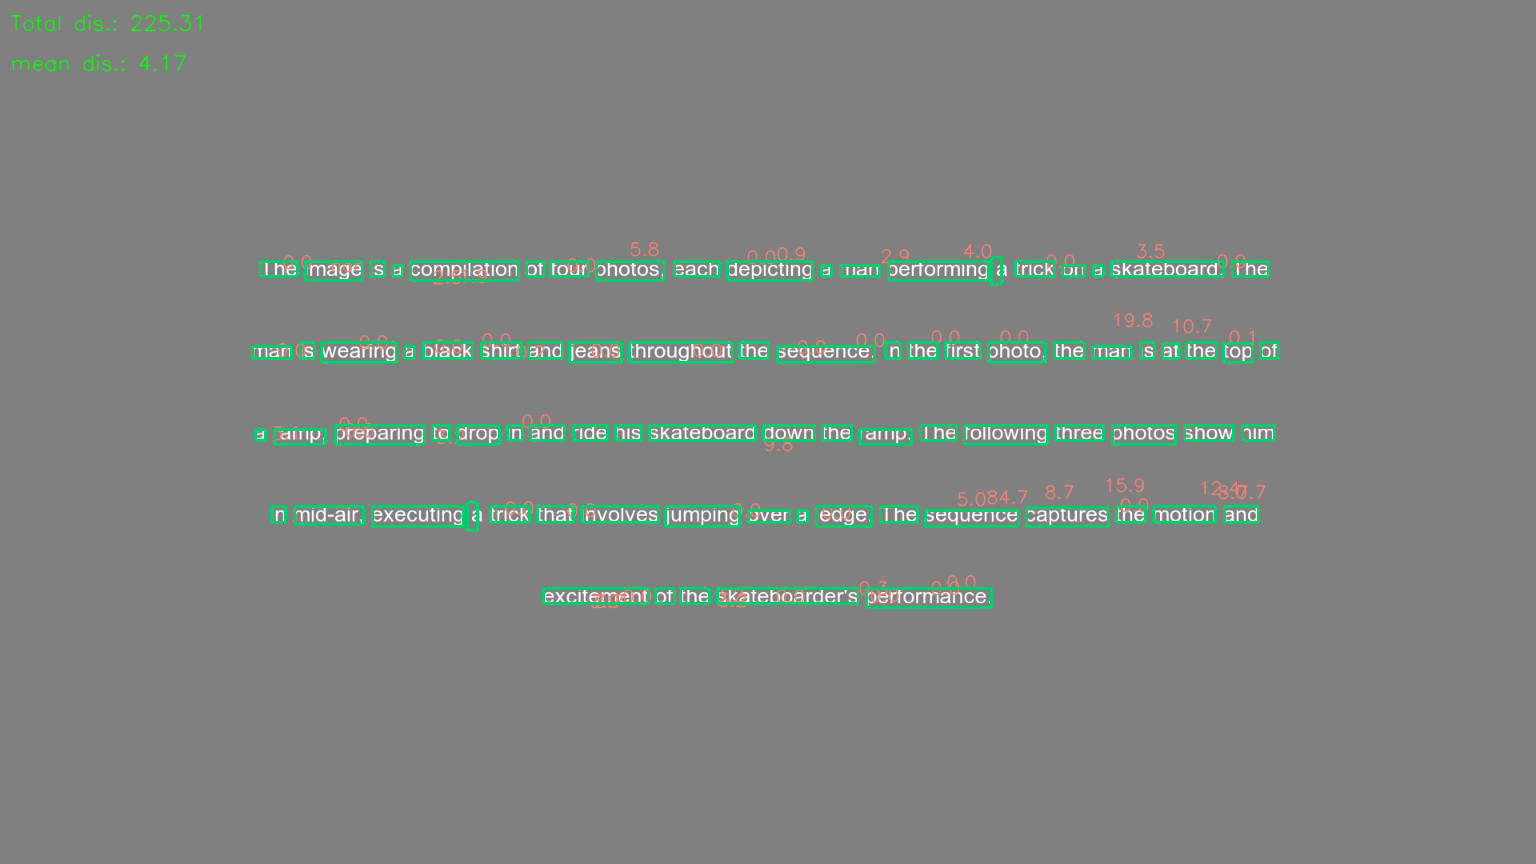 Total dis.: 225.31
mean dis.: 4.17
The image is a compilation of four photos, each depicting a man performing a trick on a skateboard. The
man is wearing a black shirt and jeans throughout the sequence. In the first photo, the man is at the top of
a ramp, preparing to drop in and ride his skateboard down the ramp. The following three photos show him
in mid-air, executing a trick that involves jumping over a ledge. The sequence captures the motion and
excitement of the skateboarder's performance.